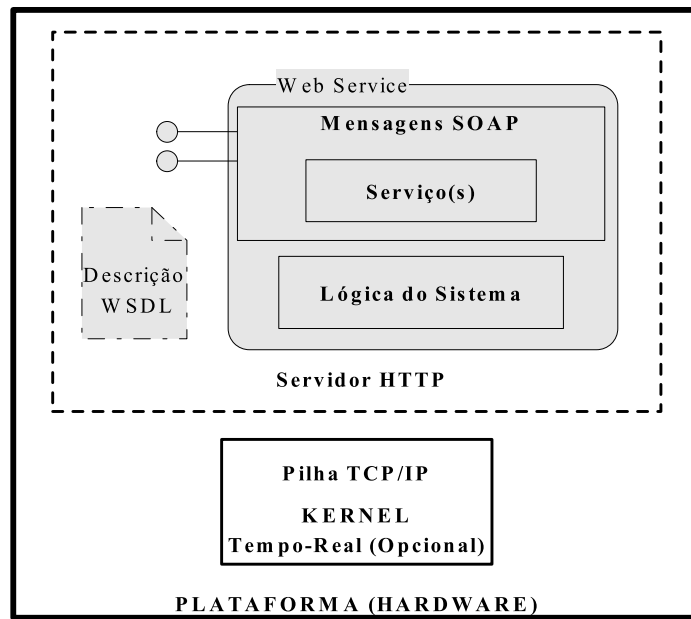 Web Service
Mensagens SOAP
Serviço(s)
Descrição
WSDL
Lógica do Sistema
Servidor HTTP
Pilha TCP/IP
KERNEL
Tempo-Real (Opcional)
PLATAFORMA (HARDWARE)